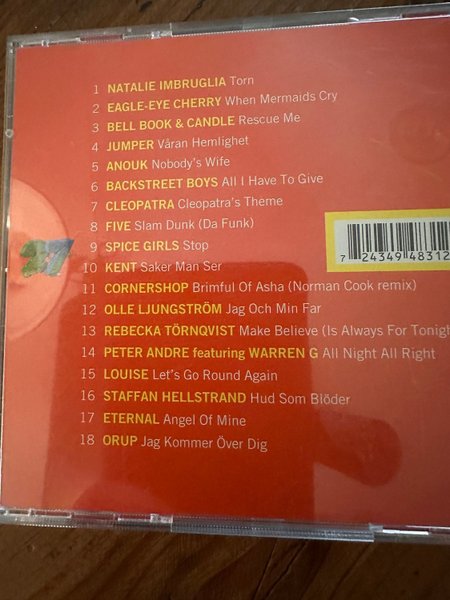 1 NATALIE IMBRUGLIA Torn
2 EAGLE-EYE CHERRY When Mermaids Cry
3 BELL BOOK & CANDLE Rescue Me
4 JUMPER Våran Hemlighet
5 ANOUK Nobody's Wife
6 BACKSTREET BOYS All I Have To Give
7 CLEOPATRA Cleopatra's Theme
8 FIVE Slam Dunk (Da Funk)
9 SPICE GIRLS Stop
10 KENT Saker Man Ser
11 CORNERSHOP Brimful Of Asha (Norman Cook remix)
12 OLLE LJUNGSTRÖM Jag Och Min Far
13 REBECKA TÖRNQVIST Make Believe (Is Always For Tonigh
14 PETER ANDRE featuring WARREN G All Night All Right
15 LOUISE Let's Go Round Again
16 STAFFAN HELLSTRAND Hud Som Blöder
17 ETERNAL Angel Of Mine
18 ORUP Jag Kommer Över Dig
7 24349 48312